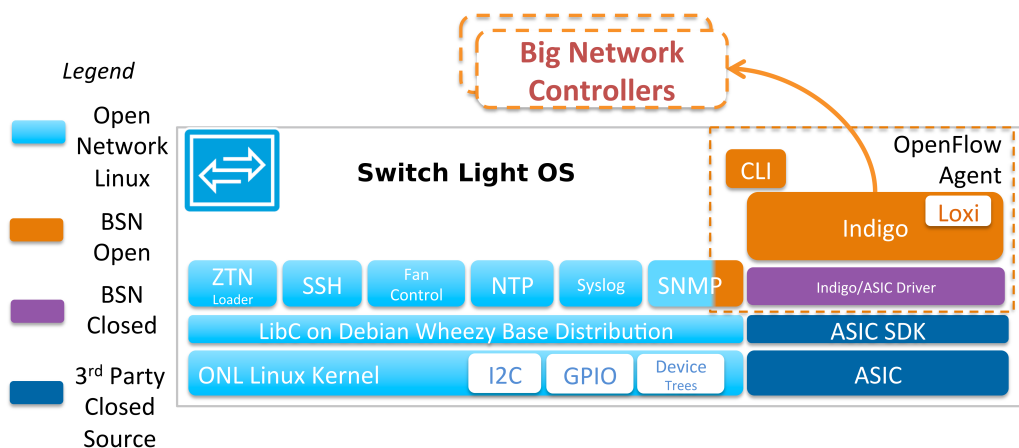 Big Network
Controllers
Legend
Open
Network
Linux
BSN
Open
BSN
Closed
3rd Party
Closed
Source
Switch Light OS
OpenFlow
Agent
CLI
Loxi
Indigo
ZTN
Loader
SSH
Fan
Control
NTP
Syslog
SNMP
Indigo/ASIC Driver
LibC on Debian Wheezy Base Distribution
ASIC SDK
ONL Linux Kernel
I2C
GPIO
Device
Trees
ASIC